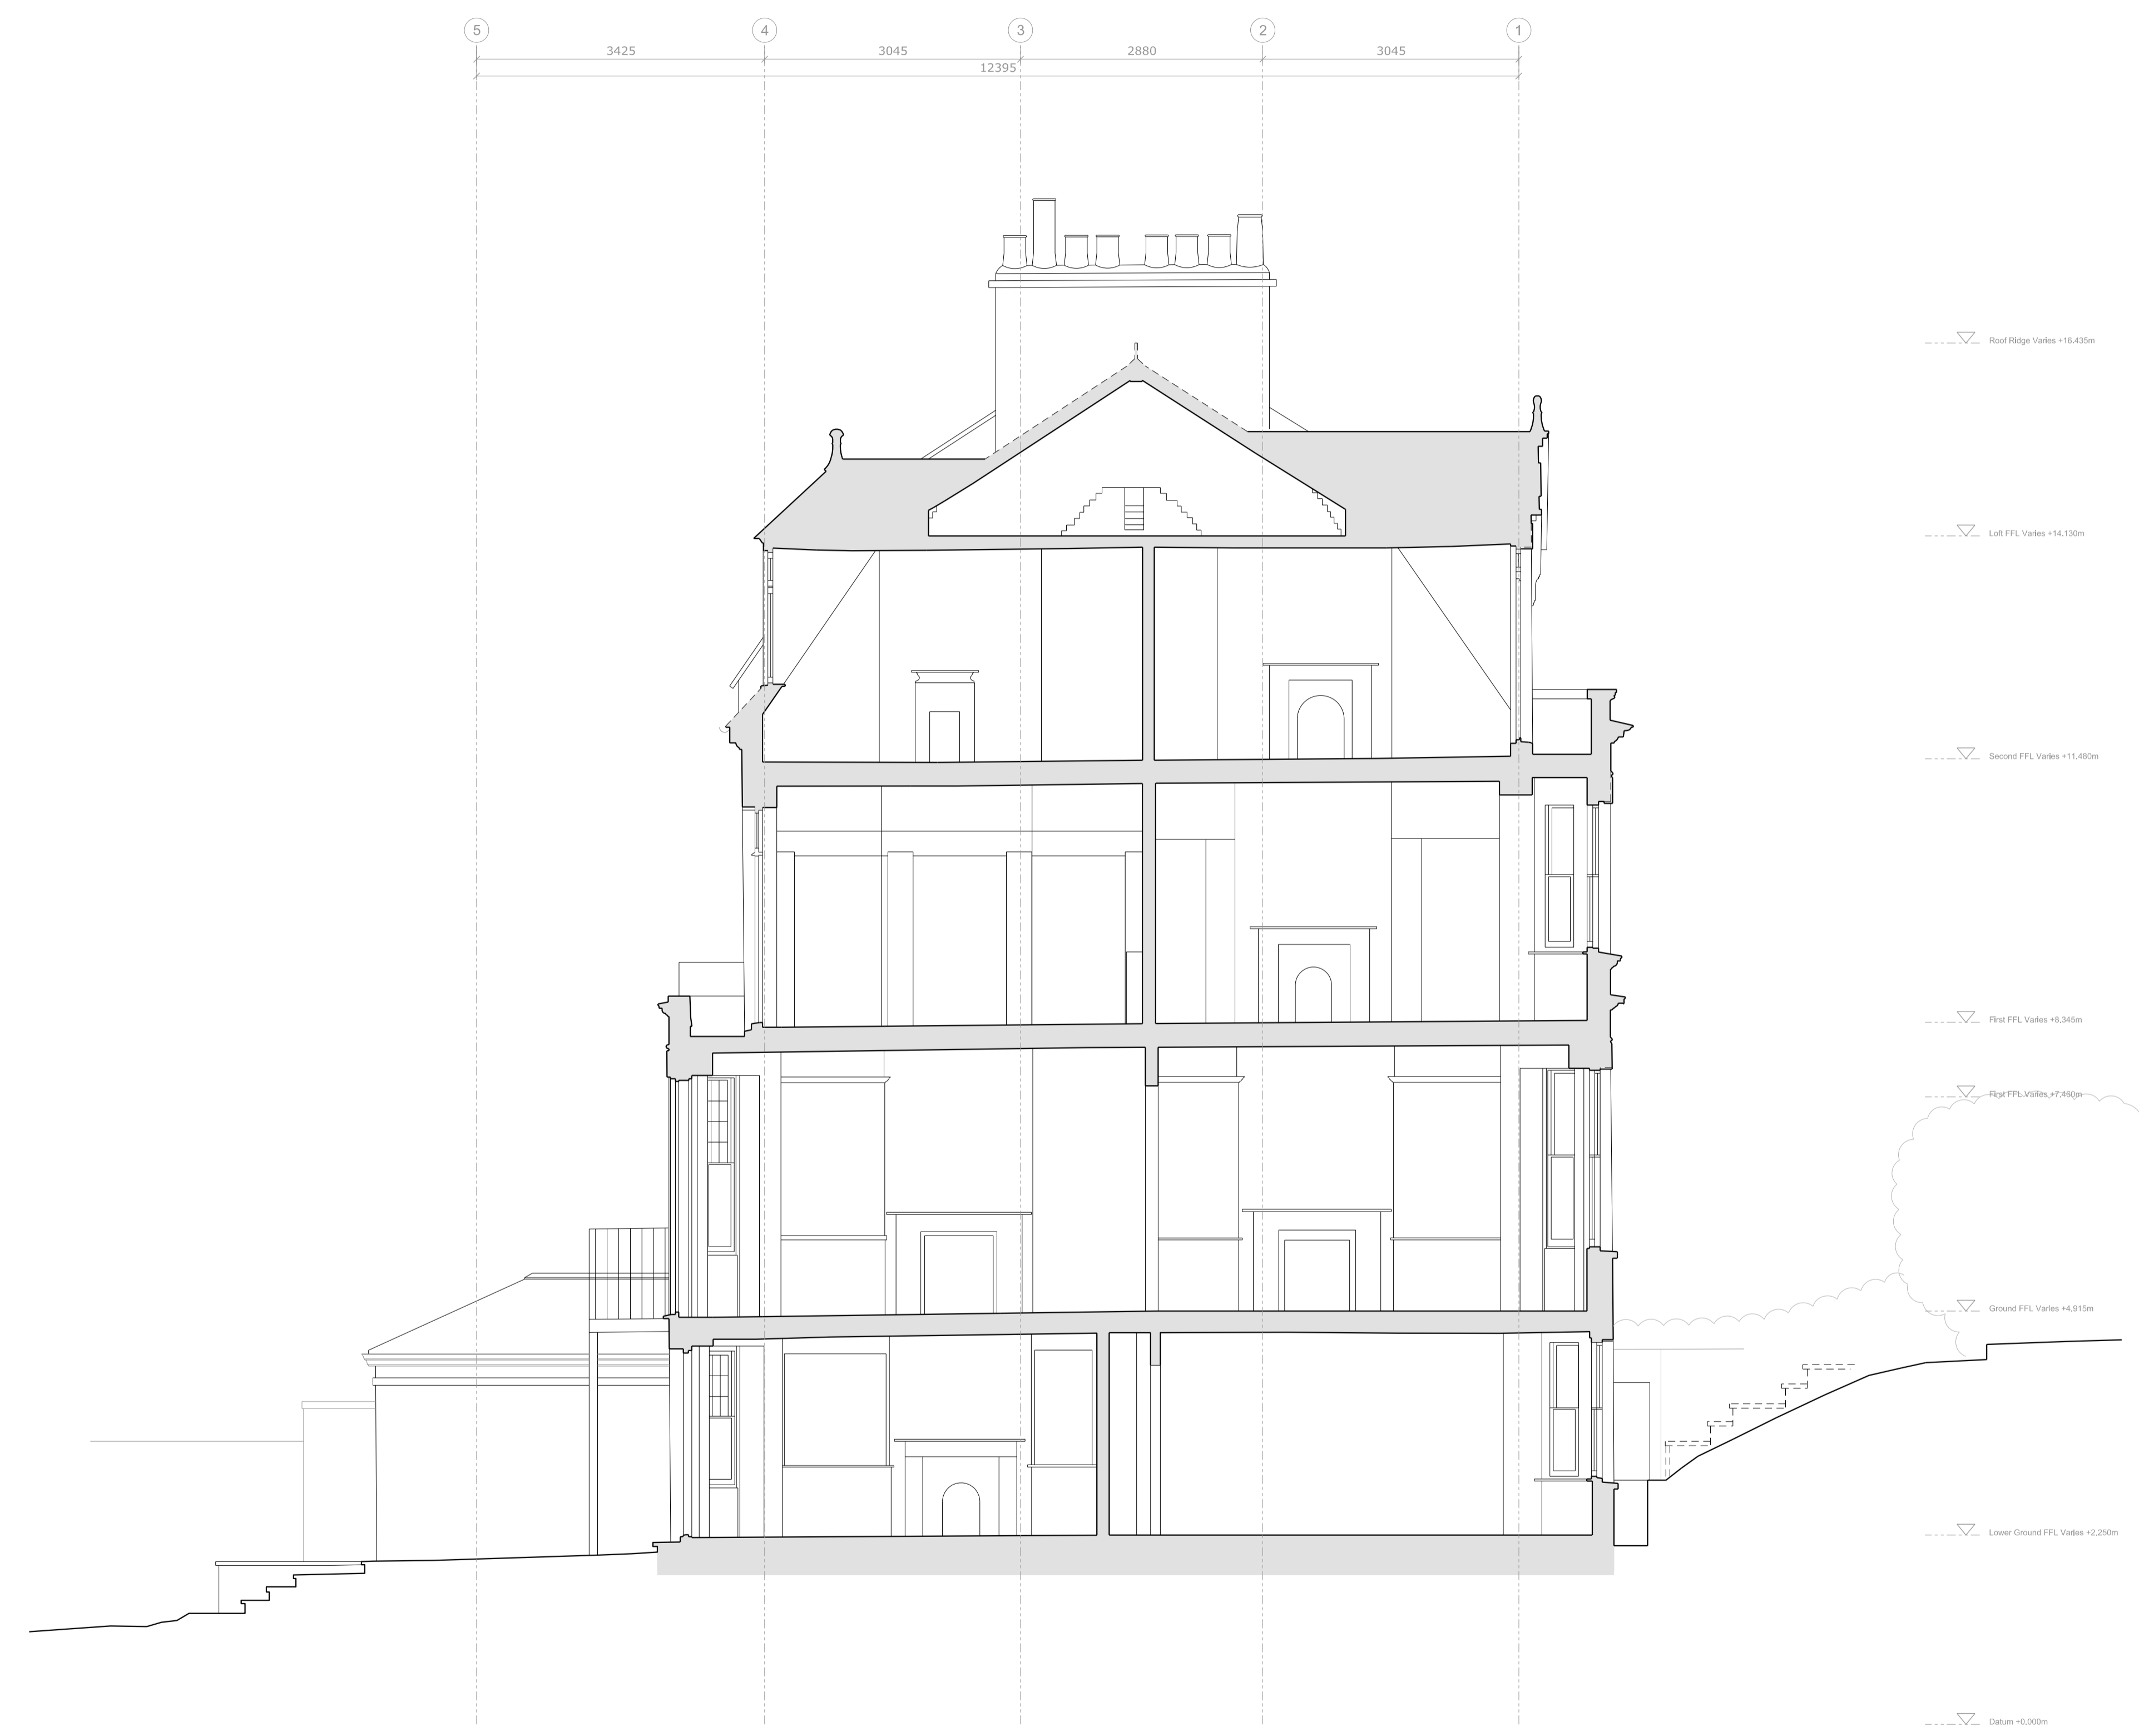 5 4 3 2 1
3425 3045 2880 3045
12395
Roof Ridge Varies +16,435m
Loft FFL Varies +14,130m
Second FFL Varies +11,480m
First FFL Varies +8,345m
First FFL Varies +7,460m
Ground FFL Varies +4,915m
Lower Ground FFL Varies +2,250m
Datum +0,000m